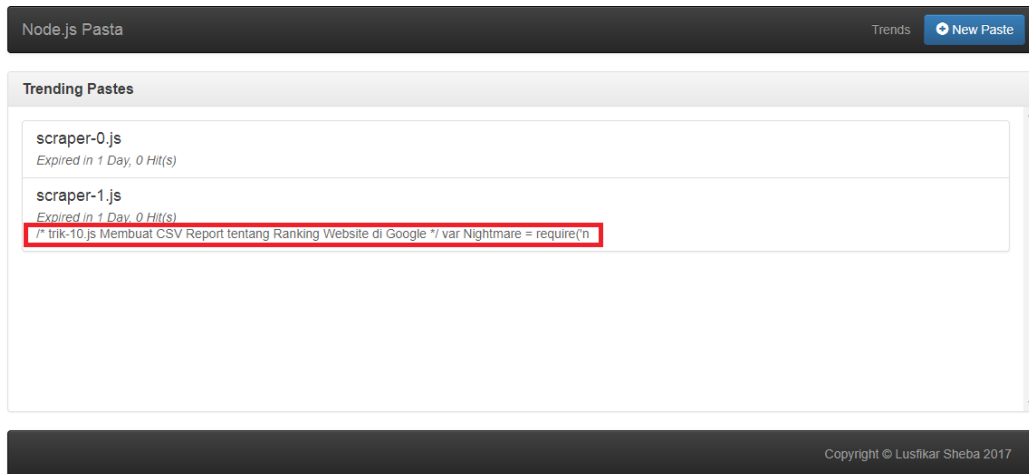 Node.js Pasta
Trends
New Paste
Trending Pastes
scraper-0.js
Expired in 1 Day, 0 Hit(s)
scraper-1.js
Expired in 1 Day, 0 Hit(s)
/* trik-10.js Membuat CSV Report tentang Ranking Website di Google */ var Nightmare = require('n
Copyright © Lusfikar Sheba 2017